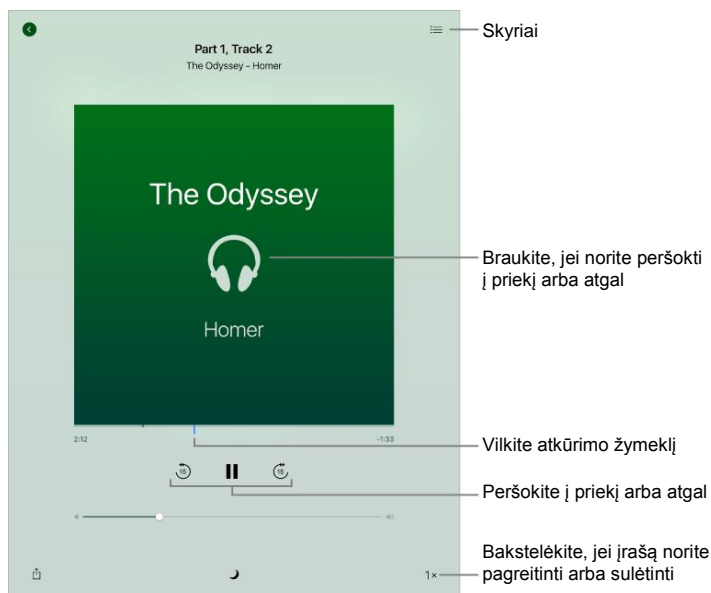 Skyriai
Part 1, Track 2
The Odyssey - Homer
The Odyssey
Braukite, jei norite peršokti
į priekį arba atgal
Homer
2:12
-1:33
Vilkite atkūrimo žymeklį
15
15
Peršokite į priekį arba atgal
Bakstelėkite, jei įrašą norite
1×
pagreitinti arba sulėtinti